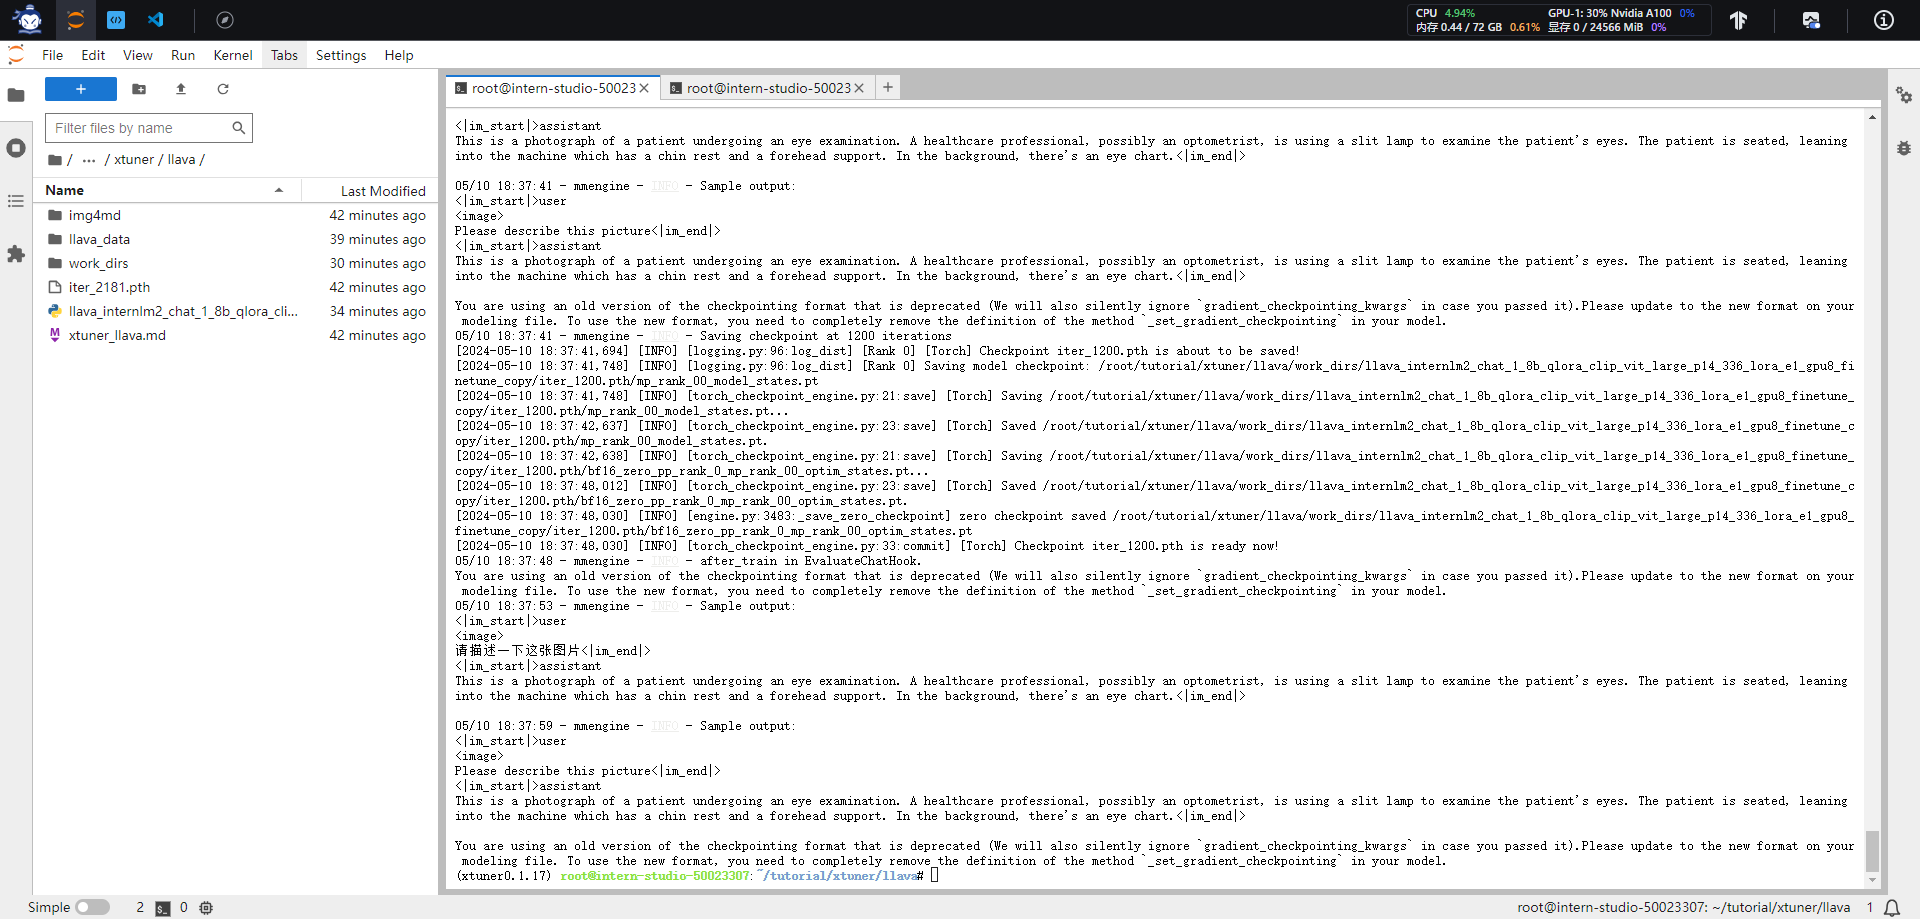 CPU 4.94% GPU-1: 30% Nvidia A100 0%
内存 0.44 / 72 GB 0.61% 显存 0 / 24566 MiB 0%
File Edit View Run Kernel Tabs Settings Help
root@intern-studio-50023 root@intern-studio-50023
Filter files by name
/ ... / xtuner / llava /
Name Last Modified
img4md 42 minutes ago
llava_data 39 minutes ago
work_dirs 30 minutes ago
iter_2181.pth 42 minutes ago
llava_internlm2_chat_1_8b_qlora_cli... 34 minutes ago
xtuner_llava.md 42 minutes ago
<|im_start|>assistant
This is a photograph of a patient undergoing an eye examination. A healthcare professional, possibly an optometrist, is using a slit lamp to examine the patient's eyes. The patient is seated, leaning
into the machine which has a chin rest and a forehead support. In the background, there's an eye chart.<|im_end|>
05/10 18:37:41 - mmengine - INFO - Sample output:
<|im_start|>user
<image>
Please describe this picture<|im_end|>
<|im_start|>assistant
This is a photograph of a patient undergoing an eye examination. A healthcare professional, possibly an optometrist, is using a slit lamp to examine the patient's eyes. The patient is seated, leaning
into the machine which has a chin rest and a forehead support. In the background, there's an eye chart.<|im_end|>
You are using an old version of the checkpointing format that is deprecated (We will also silently ignore `gradient_checkpointing_kwargs` in case you passed it).Please update to the new format on your
modeling file. To use the new format, you need to completely remove the definition of the method `_set_gradient_checkpointing` in your model.
05/10 18:37:41 - mmengine - INFO - Saving checkpoint at 1200 iterations
[2024-05-10 18:37:41,694] [INFO] [logging.py:96:log_dist] [Rank 0] [Torch] Checkpoint iter_1200.pth is about to be saved!
[2024-05-10 18:37:41,748] [INFO] [logging.py:96:log_dist] [Rank 0] Saving model checkpoint: /root/tutorial/xtuner/llava/work_dirs/llava_internlm2_chat_1_8b_qlora_clip_vit_large_p14_336_lora_e1_gpu8_fi
netune_copy/iter_1200.pth/mp_rank_00_model_states.pt
[2024-05-10 18:37:41,748] [INFO] [torch_checkpoint_engine.py:21:save] [Torch] Saving /root/tutorial/xtuner/llava/work_dirs/llava_internlm2_chat_1_8b_qlora_clip_vit_large_p14_336_lora_e1_gpu8_finetune_
copy/iter_1200.pth/mp_rank_00_model_states.pt...
[2024-05-10 18:37:42,637] [INFO] [torch_checkpoint_engine.py:23:save] [Torch] Saved /root/tutorial/xtuner/llava/work_dirs/llava_internlm2_chat_1_8b_qlora_clip_vit_large_p14_336_lora_e1_gpu8_finetune_c
opy/iter_1200.pth/mp_rank_00_model_states.pt.
[2024-05-10 18:37:42,638] [INFO] [torch_checkpoint_engine.py:21:save] [Torch] Saving /root/tutorial/xtuner/llava/work_dirs/llava_internlm2_chat_1_8b_qlora_clip_vit_large_p14_336_lora_e1_gpu8_finetune_
copy/iter_1200.pth/bf16_zero_pp_rank_0_mp_rank_00_optim_states.pt...
[2024-05-10 18:37:48,012] [INFO] [torch_checkpoint_engine.py:23:save] [Torch] Saved /root/tutorial/xtuner/llava/work_dirs/llava_internlm2_chat_1_8b_qlora_clip_vit_large_p14_336_lora_e1_gpu8_finetune_c
opy/iter_1200.pth/bf16_zero_pp_rank_0_mp_rank_00_optim_states.pt.
[2024-05-10 18:37:48,030] [INFO] [engine.py:3483:_save_zero_checkpoint] zero checkpoint saved /root/tutorial/xtuner/llava/work_dirs/llava_internlm2_chat_1_8b_qlora_clip_vit_large_p14_336_lora_e1_gpu8_
finetune_copy/iter_1200.pth/bf16_zero_pp_rank_0_mp_rank_00_optim_states.pt
[2024-05-10 18:37:48,030] [INFO] [torch_checkpoint_engine.py:33:commit] [Torch] Checkpoint iter_1200.pth is ready now!
05/10 18:37:48 - mmengine - INFO - after_train in EvaluateChatHook.
You are using an old version of the checkpointing format that is deprecated (We will also silently ignore `gradient_checkpointing_kwargs` in case you passed it).Please update to the new format on your
modeling file. To use the new format, you need to completely remove the definition of the method `_set_gradient_checkpointing` in your model.
05/10 18:37:53 - mmengine - INFO - Sample output:
<|im_start|>user
<image>
请描述一下这张图片<|im_end|>
<|im_start|>assistant
This is a photograph of a patient undergoing an eye examination. A healthcare professional, possibly an optometrist, is using a slit lamp to examine the patient's eyes. The patient is seated, leaning
into the machine which has a chin rest and a forehead support. In the background, there's an eye chart.<|im_end|>
05/10 18:37:59 - mmengine - INFO - Sample output:
<|im_start|>user
<image>
Please describe this picture<|im_end|>
<|im_start|>assistant
This is a photograph of a patient undergoing an eye examination. A healthcare professional, possibly an optometrist, is using a slit lamp to examine the patient's eyes. The patient is seated, leaning
into the machine which has a chin rest and a forehead support. In the background, there's an eye chart.<|im_end|>
You are using an old version of the checkpointing format that is deprecated (We will also silently ignore `gradient_checkpointing_kwargs` in case you passed it).Please update to the new format on your
modeling file. To use the new format, you need to completely remove the definition of the method `_set_gradient_checkpointing` in your model.
(xtuner0.1.17) root@intern-studio-50023307:~/tutorial/xtuner/llava#
Simple 2 0 root@intern-studio-50023307: ~/tutorial/xtuner/llava 1